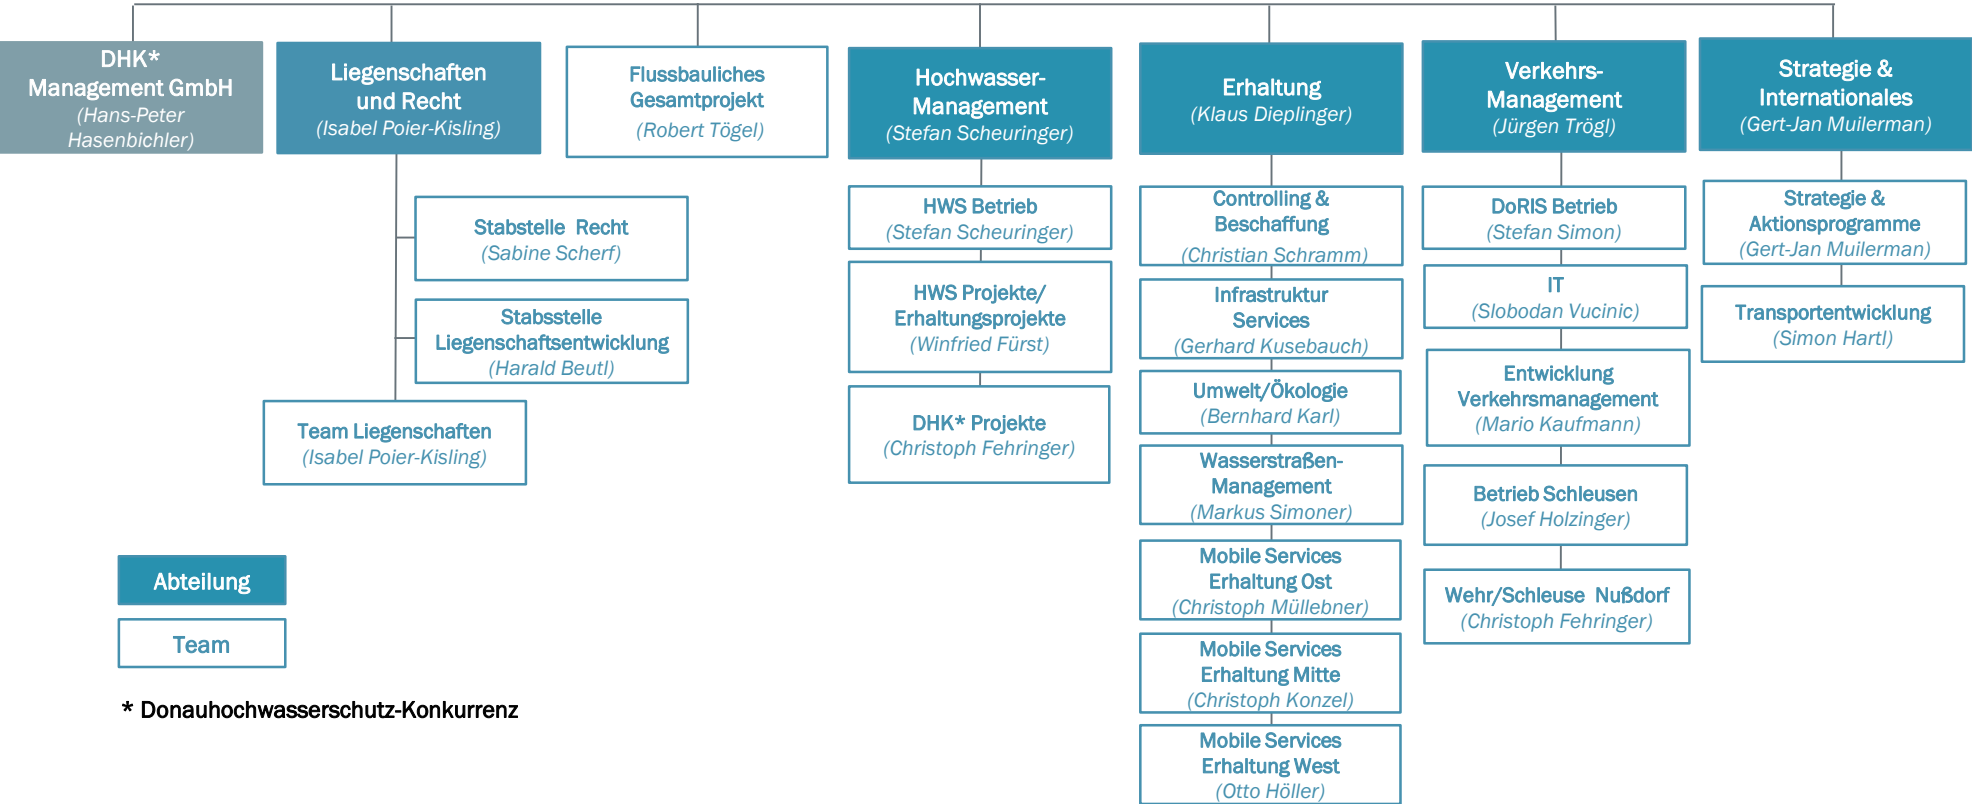 DHK*
Management GmbH
(Hans-Peter
Hasenbichler)
Liegenschaften
und Recht
(Isabel Poier-Kisling)
Stabstelle Recht
(Sabine Scherf)
Stabsstelle
Liegenschaftsentwicklung
(Harald Beutl)
Team Liegenschaften
(Isabel Poier-Kisling)
Flussbauliches
Gesamtprojekt
(Robert Tögel)
Hochwasser-
Management
(Stefan Scheuringer)
HWS Betrieb
(Stefan Scheuringer)
HWS Projekte/
Erhaltungsprojekte
(Winfried Fürst)
DHK* Projekte
(Christoph Fehringer)
Erhaltung
(Klaus Dieplinger)
Controlling &
Beschaffung
(Christian Schramm)
Infrastruktur
Services
(Gerhard Kusebauch)
Umwelt/Ökologie
(Bernhard Karl)
Wasserstraßen-
Management
(Markus Simoner)
Mobile Services
Erhaltung Ost
(Christoph Müllebner)
Mobile Services
Erhaltung Mitte
(Christoph Konzel)
Mobile Services
Erhaltung West
(Otto Höller)
Verkehrs-
Management
(Jürgen Trögl)
DoRIS Betrieb
(Stefan Simon)
IT
(Slobodan Vucinic)
Entwicklung
Verkehrsmanagement
(Mario Kaufmann)
Betrieb Schleusen
(Josef Holzinger)
Wehr/Schleuse Nußdorf
(Christoph Fehringer)
Strategie &
Internationales
(Gert-Jan Muilerman)
Strategie &
Aktionsprogramme
(Gert-Jan Muilerman)
Transportentwicklung
(Simon Hartl)
Abteilung
Team
* Donauhochwasserschutz-Konkurrenz